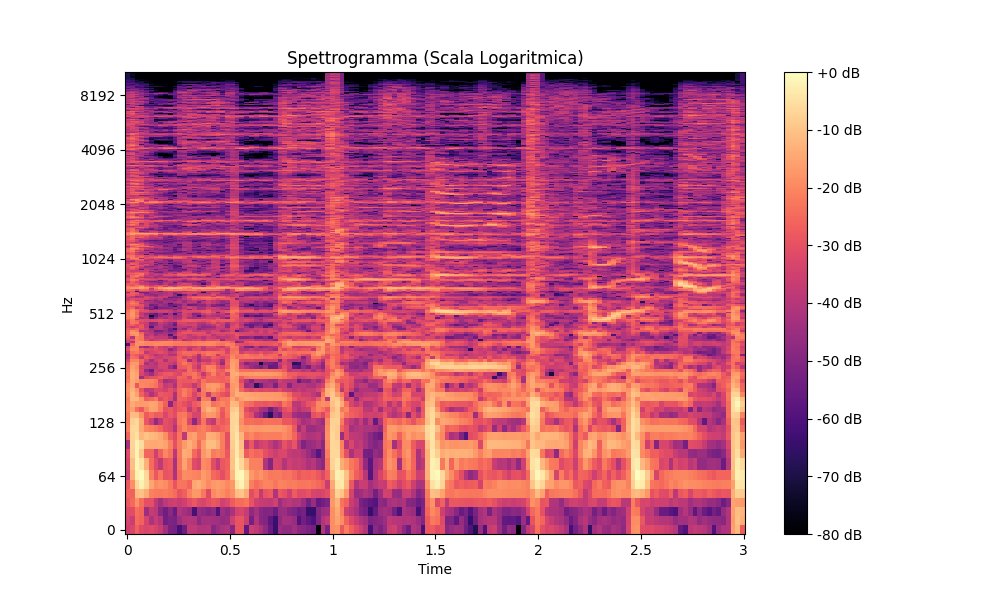 Spettrogramma (Scala Logaritmica)
Hz
8192
4096
2048
1024
512
256
128
64
0
0
0.5
1
1.5
2
2.5
3
Time
+0 dB
-10 dB
-20 dB
-30 dB
-40 dB
-50 dB
-60 dB
-70 dB
-80 dB